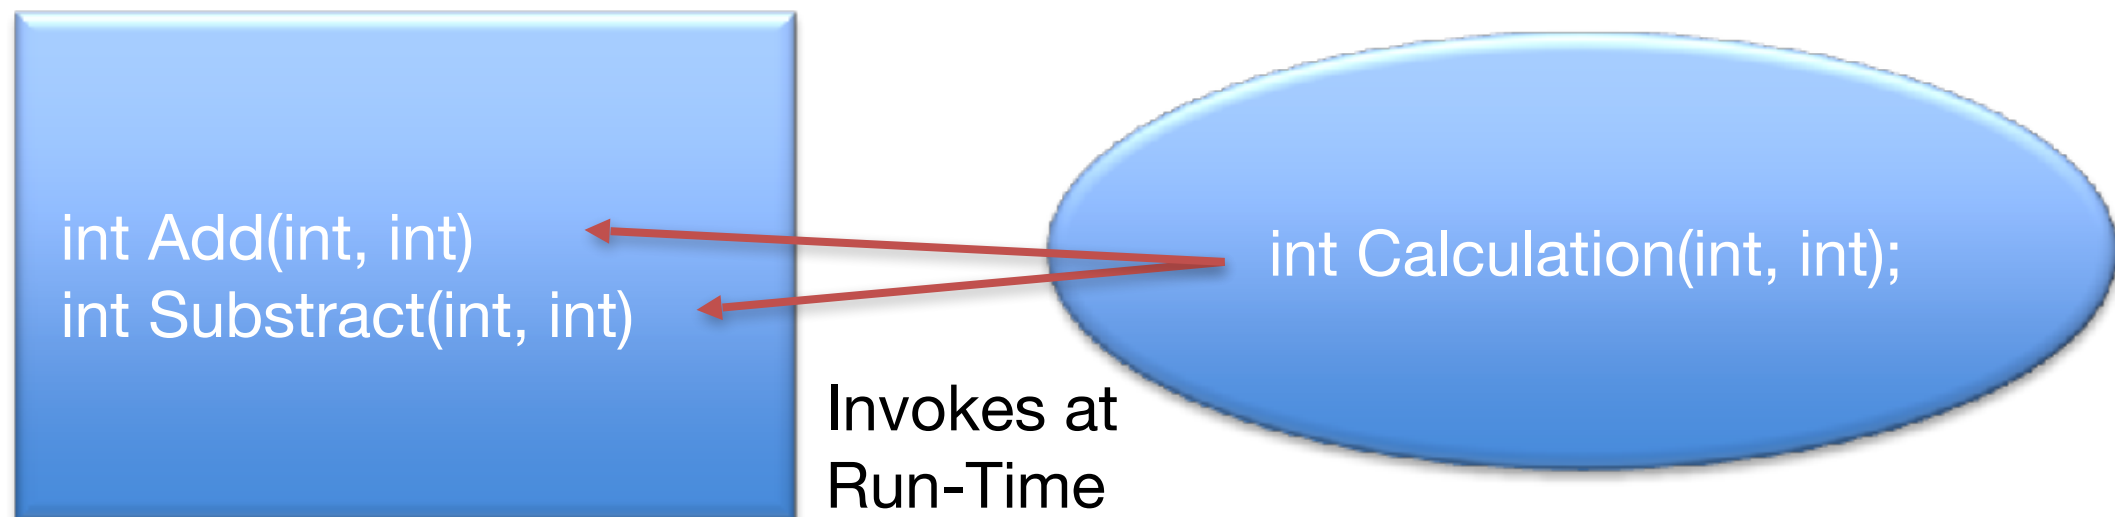 int Add(int, int)
int Substract(int, int)
int Calculation(int, int);
Invokes at
Run-Time